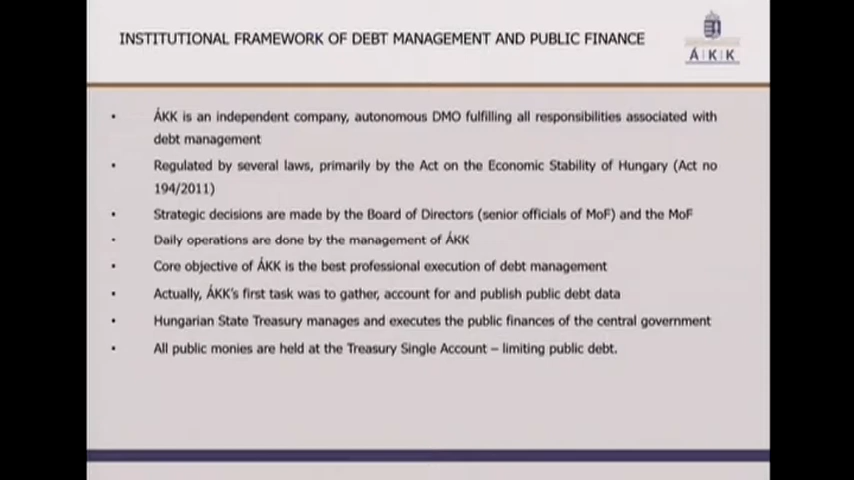 INSTITUTIONAL FRAMEWORK OF DEBT MANAGEMENT AND PUBLIC FINANCE
Á K K
• ÁKK is an independent company, autonomous DMO fulfilling all responsibilities associated with
debt management
• Regulated by several laws, primarily by the Act on the Economic Stability of Hungary (Act no
194/2011)
• Strategic decisions are made by the Board of Directors (senior officials of MoF) and the MoF
• Daily operations are done by the management of ÁKK
• Core objective of ÁKK is the best professional execution of debt management
• Actually, ÁKK's first task was to gather, account for and publish public debt data
• Hungarian State Treasury manages and executes the public finances of the central government
• All public monies are held at the Treasury Single Account – limiting public debt.